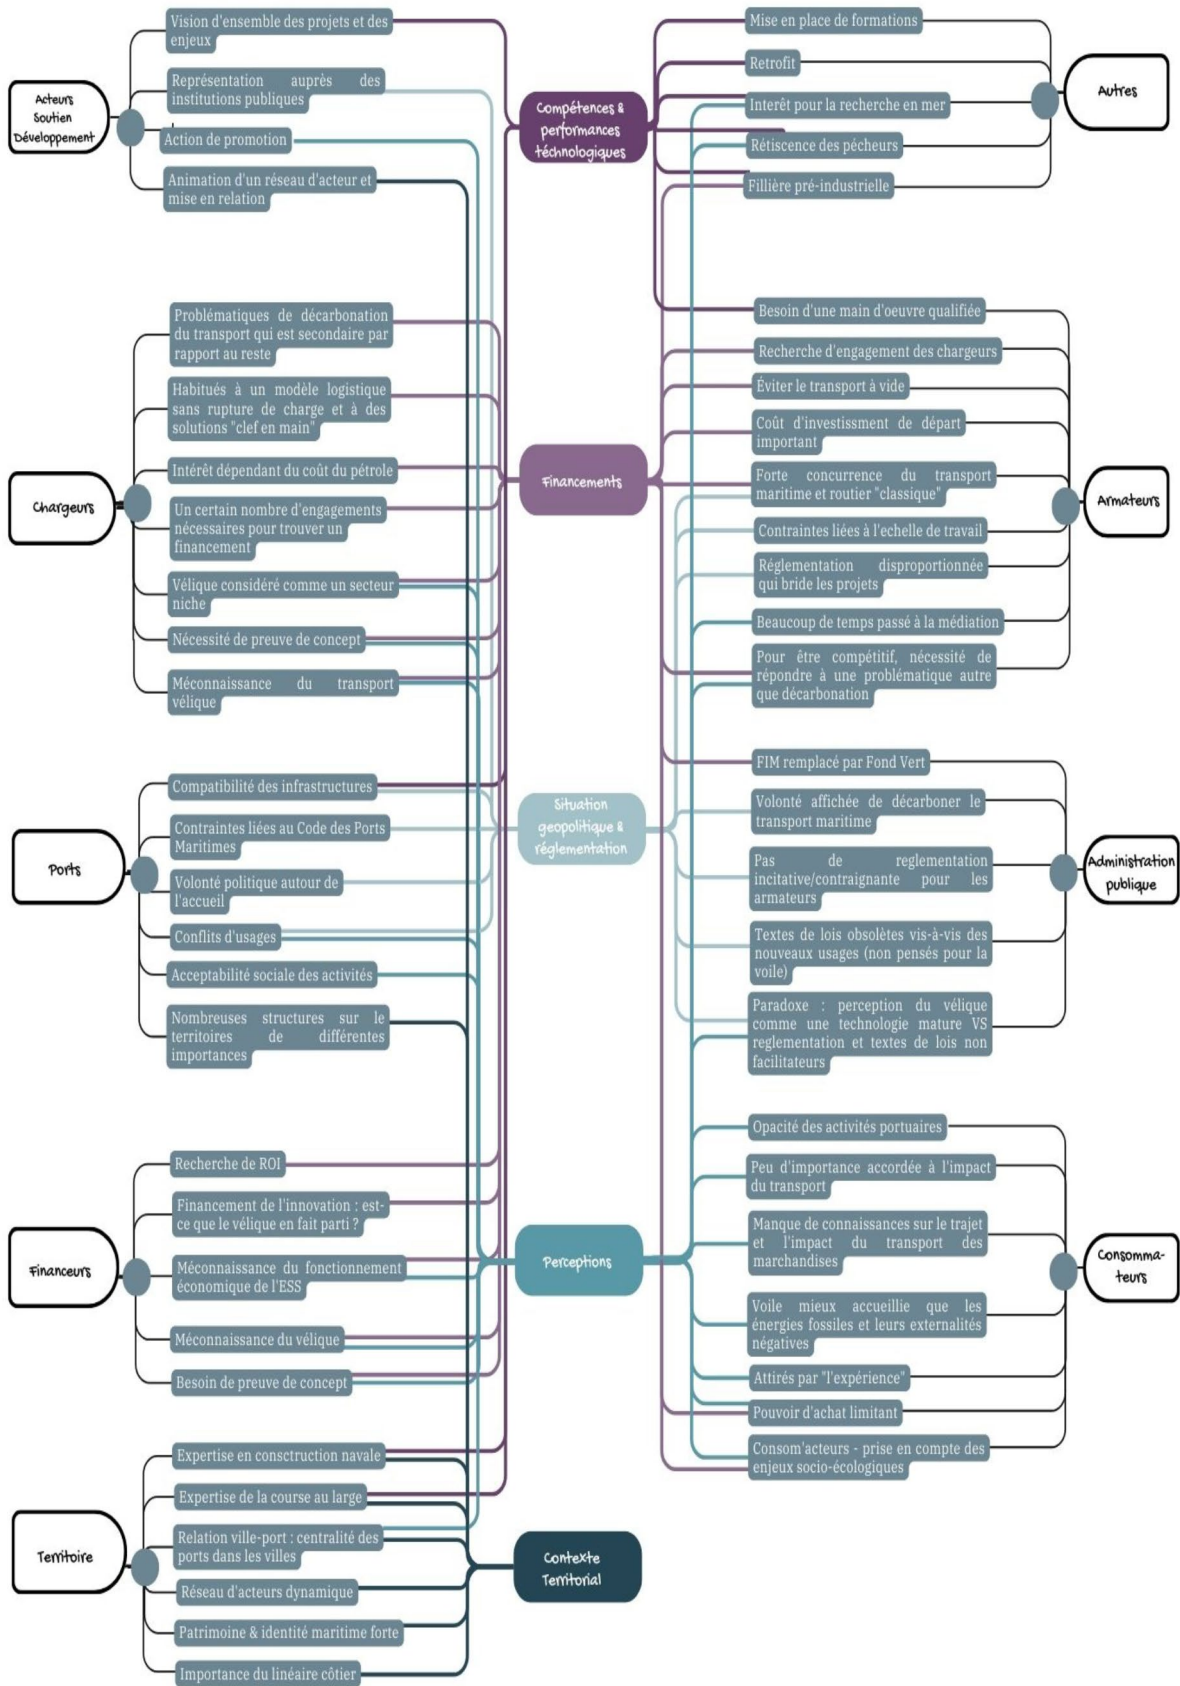 Acteurs
Soutien
Développement
Vision d'ensemble des projets et des
enjeux
Représentation auprès des
institutions publiques
Action de promotion
Animation d'un réseau d'acteur et
mise en relation
Compétences &
performances
téchnologiques
Mise en place de formations
Retrofit
Interêt pour la recherche en mer
Rétiscence des pécheurs
Fillière pré-industrielle
Autres
Chargeurs
Problématiques de décarbonation
du transport qui est secondaire par
rapport au reste
Habitués à un modèle logistique
sans rupture de charge et à des
solutions "clef en main"
Intérêt dépendant du coût du pétrole
Un certain nombre d'engagements
nécessaires pour trouver un
financement
Vélique considéré comme un secteur
niche
Nécessité de preuve de concept
Méconnaissance du transport
vélique
Financements
Besoin d'une main d'oeuvre qualifiée
Recherche d'engagement des chargeurs
Éviter le transport à vide
Coût d'investissment de départ
important
Forte concurrence du transport
maritime et routier "classique"
Contraintes liées à l'echelle de travail
Réglementation disproportionnée
qui bride les projets
Beaucoup de temps passé à la médiation
Pour être compétitif, nécessité de
répondre à une problématique autre
que décarbonation
Armateurs
Ports
Compatibilité des infrastructures
Contraintes liées au Code des Ports
Maritimes
Volonté politique autour de
l'accueil
Conflits d'usages
Acceptabilité sociale des activités
Nombreuses structures sur le
territoires de différentes
importances
Situation
geopolitique &
réglementation
FIM remplacé par Fond Vert
Volonté affichée de décarboner le
transport maritime
Pas de reglementation
incitative/contraignante pour les
armateurs
Textes de lois obsolètes vis-à-vis des
nouveaux usages (non pensés pour la
voile)
Paradoxe : perception du vélique
comme une technologie mature VS
reglementation et textes de lois non
facilitateurs
Administration
publique
Financeurs
Recherche de ROI
Financement de l'innovation : est-
ce que le vélique en fait parti ?
Méconnaissance du fonctionnement
économique de l'ESS
Méconnaissance du vélique
Besoin de preuve de concept
Perceptions
Opacité des activités portuaires
Peu d'importance accordée à l'impact
du transport
Manque de connaissances sur le trajet
et l'impact du transport des
marchandises
Voile mieux accueillie que les
énergies fossiles et leurs externalités
négatives
Attirés par "l'expérience"
Pouvoir d'achat limitant
Consom'acteurs - prise en compte des
enjeux socio-écologiques
Consomma-
teurs
Territoire
Expertise en consctruction navale
Expertise de la course au large
Relation ville-port : centralité des
ports dans les villes
Réseau d'acteurs dynamique
Patrimoine & identité maritime forte
Importance du linéaire côtier
Contexte
Territorial